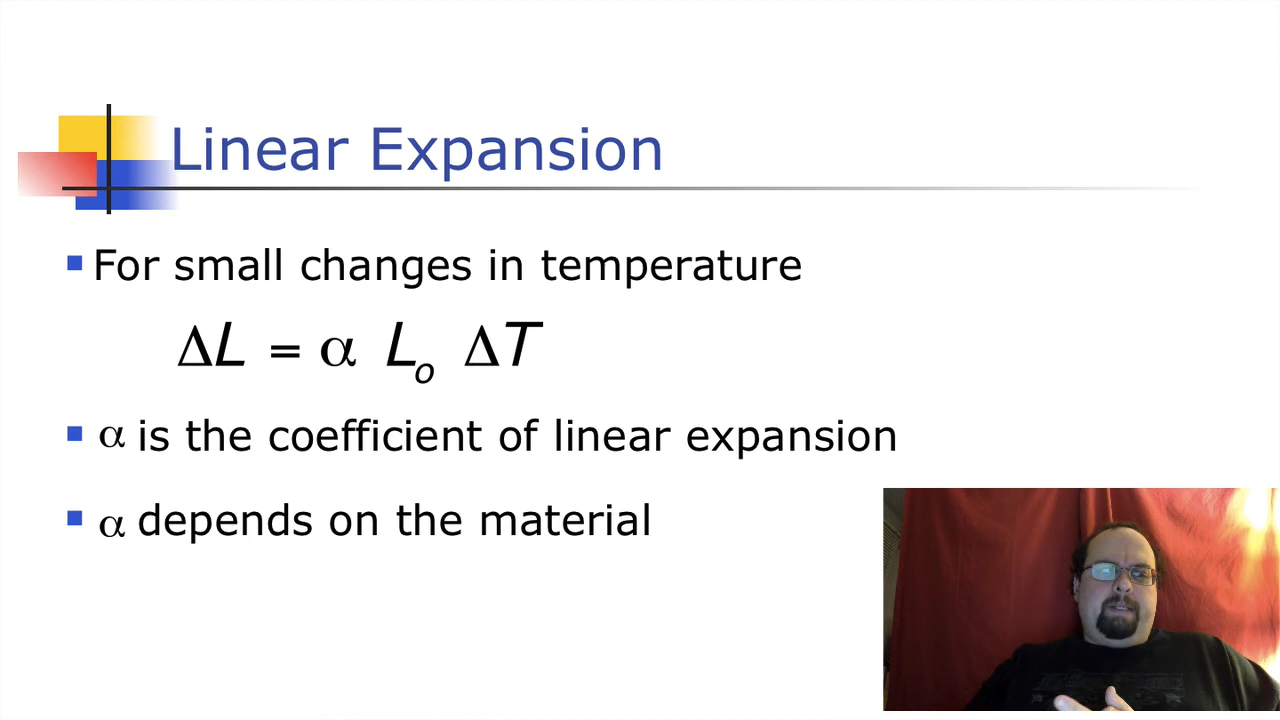 Linear Expansion
For small changes in temperature
ΔL = α Lₒ ΔT
α is the coefficient of linear expansion
α depends on the material